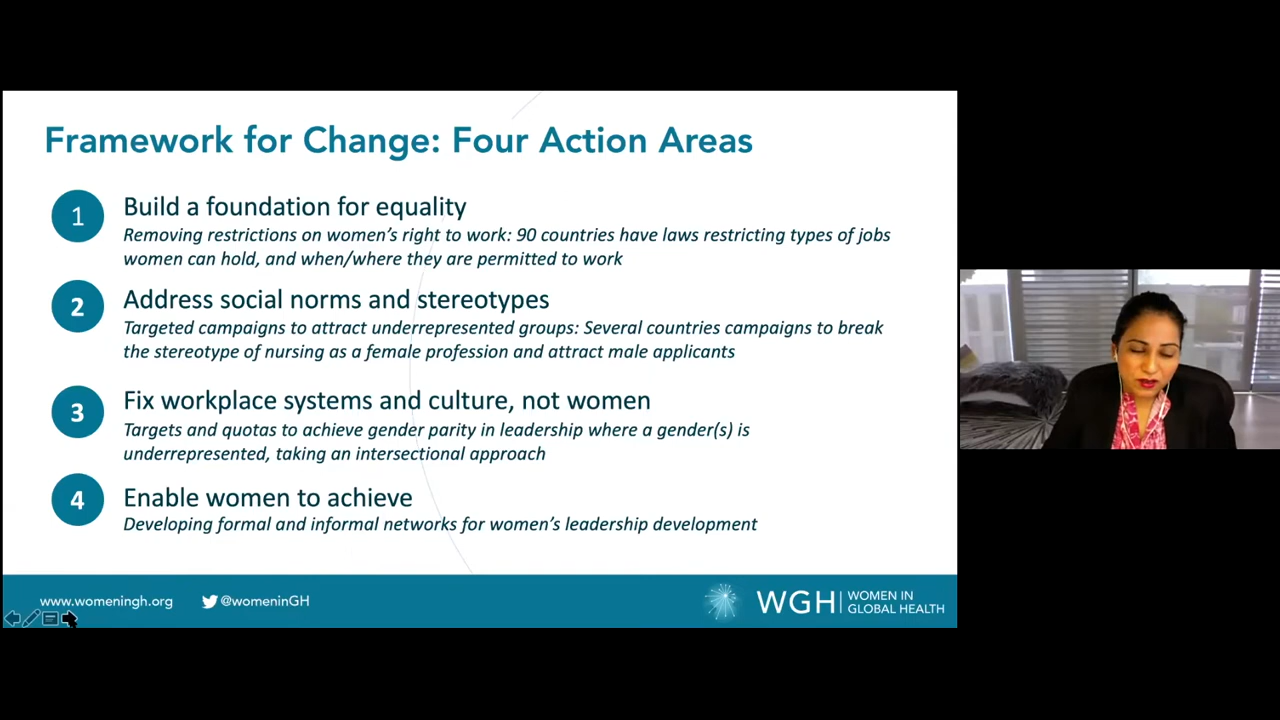 Framework for Change: Four Action Areas
1
Build a foundation for equality
Removing restrictions on women’s right to work: 90 countries have laws restricting types of jobs
women can hold, and when/where they are permitted to work
2
Address social norms and stereotypes
Targeted campaigns to attract underrepresented groups: Several countries campaigns to break
the stereotype of nursing as a female profession and attract male applicants
3
Fix workplace systems and culture, not women
Targets and quotas to achieve gender parity in leadership where a gender(s) is
underrepresented, taking an intersectional approach
4
Enable women to achieve
Developing formal and informal networks for women’s leadership development
www.womeningh.org
@womeninGH
WGH
WOMEN IN
GLOBAL HEALTH